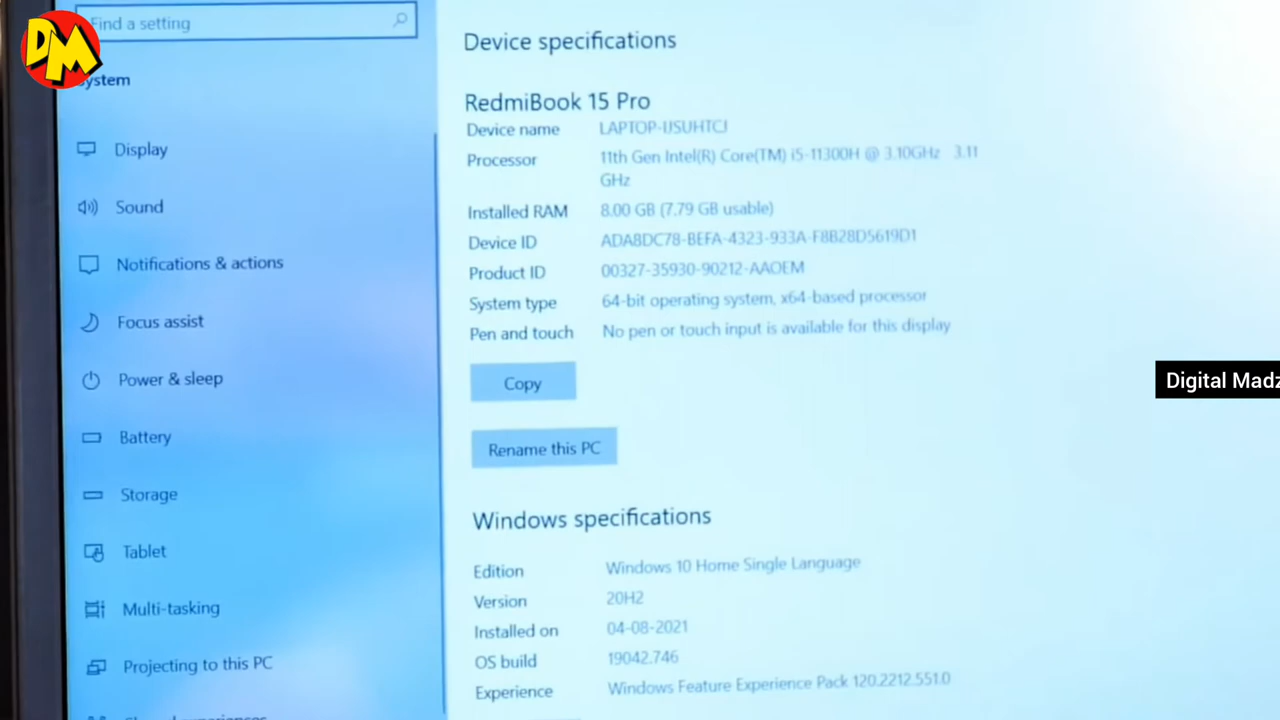 DM
Find a setting
System
Display
Sound
Notifications & actions
Focus assist
Power & sleep
Battery
Storage
Tablet
Multi-tasking
Projecting to this PC
Shared experiences
Device specifications
RedmiBook 15 Pro
Device name LAPTOP-USUHTCJ
Processor 11th Gen Intel(R) Core(TM) i5-11300H @ 3.10GHz 3.11
GHz
Installed RAM 8.00 GB (7.79 GB usable)
Device ID ADA8DC78-BEFA-4323-933A-F8B28D5619D1
Product ID 00327-35930-90212-AAOEM
System type 64-bit operating system, x64-based processor
Pen and touch No pen or touch input is available for this display
Copy
Rename this PC
Windows specifications
Edition Windows 10 Home Single Language
Version 20H2
Installed on 04-08-2021
OS build 19042.746
Experience Windows Feature Experience Pack 120.2212.551.0
Digital Madz